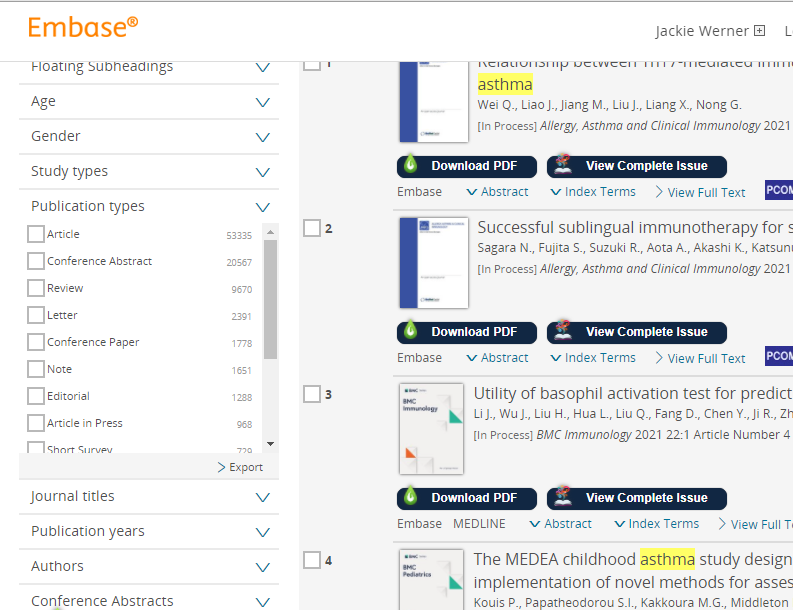 Embase®
Jackie Werner
Floating Subheadings
Age
Gender
Study types
Publication types
Article 53335
Conference Abstract 20567
Review 9670
Letter 2391
Conference Paper 1778
Note 1651
Editorial 1288
Article in Press 968
Short Survey 729
Export
Journal titles
Publication years
Authors
Conference Abstracts
1
Relationship between Th17-mediated
asthma
Wei Q., Liao J., Jiang M., Liu J., Liang X., Nong G.
[In Process] Allergy, Asthma and Clinical Immunology 2021
Download PDF View Complete Issue
Embase Abstract Index Terms View Full Text PCOM
2 Successful sublingual immunotherapy for s
Sagara N., Fujita S., Suzuki R., Aota A., Akashi K., Katsunu
[In Process] Allergy, Asthma and Clinical Immunology 2021
Download PDF View Complete Issue
Embase Abstract Index Terms View Full Text PCOM
3 Utility of basophil activation test for predict
BMC
Immunology
Li J., Wu J., Liu H., Hua L., Liu Q., Fang D., Chen Y., Ji R., Zh
[In Process] BMC Immunology 2021 22:1 Article Number 4
Download PDF View Complete Issue
Embase MEDLINE Abstract Index Terms View Full T
4 The MEDEA childhood asthma study design
BMC
Pediatrics
implementation of novel methods for asses
Kouis P., Papatheodorou S.I., Kakkoura M.G., Middleton